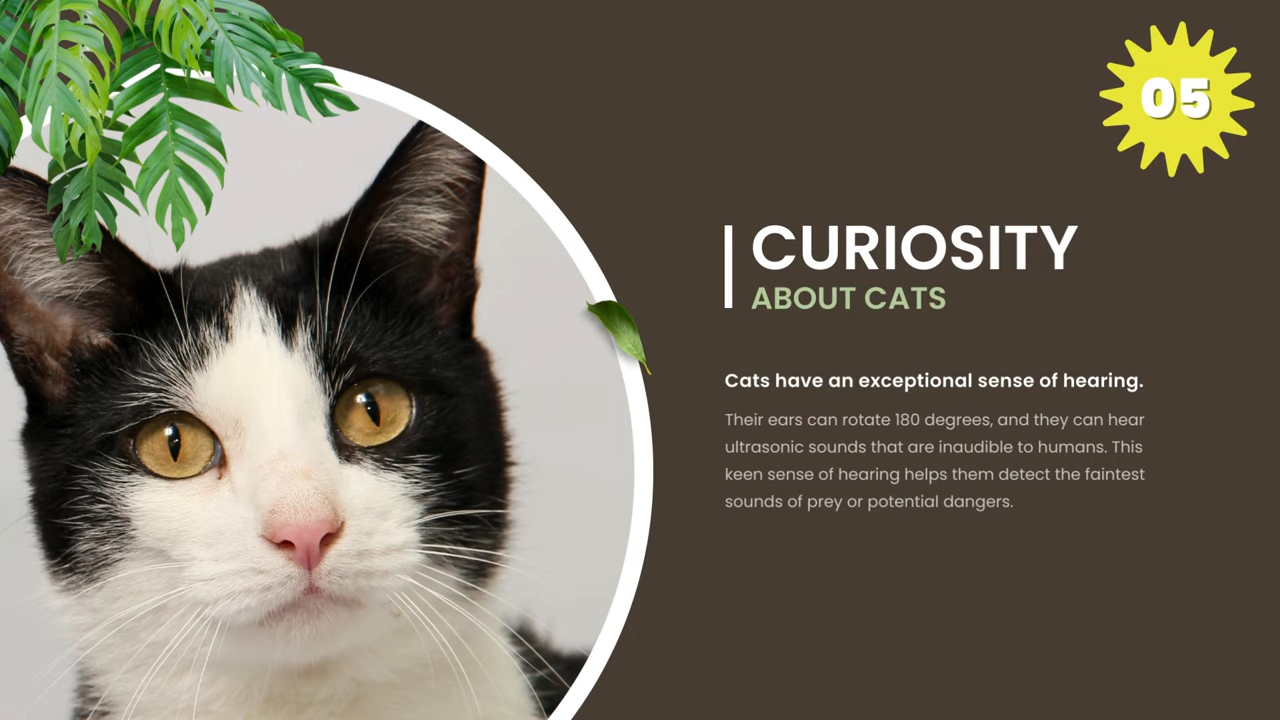 05
CURIOSITY
ABOUT CATS
Cats have an exceptional sense of hearing.
Their ears can rotate 180 degrees, and they can hear
ultrasonic sounds that are inaudible to humans. This
keen sense of hearing helps them detect the faintest
sounds of prey or potential dangers.